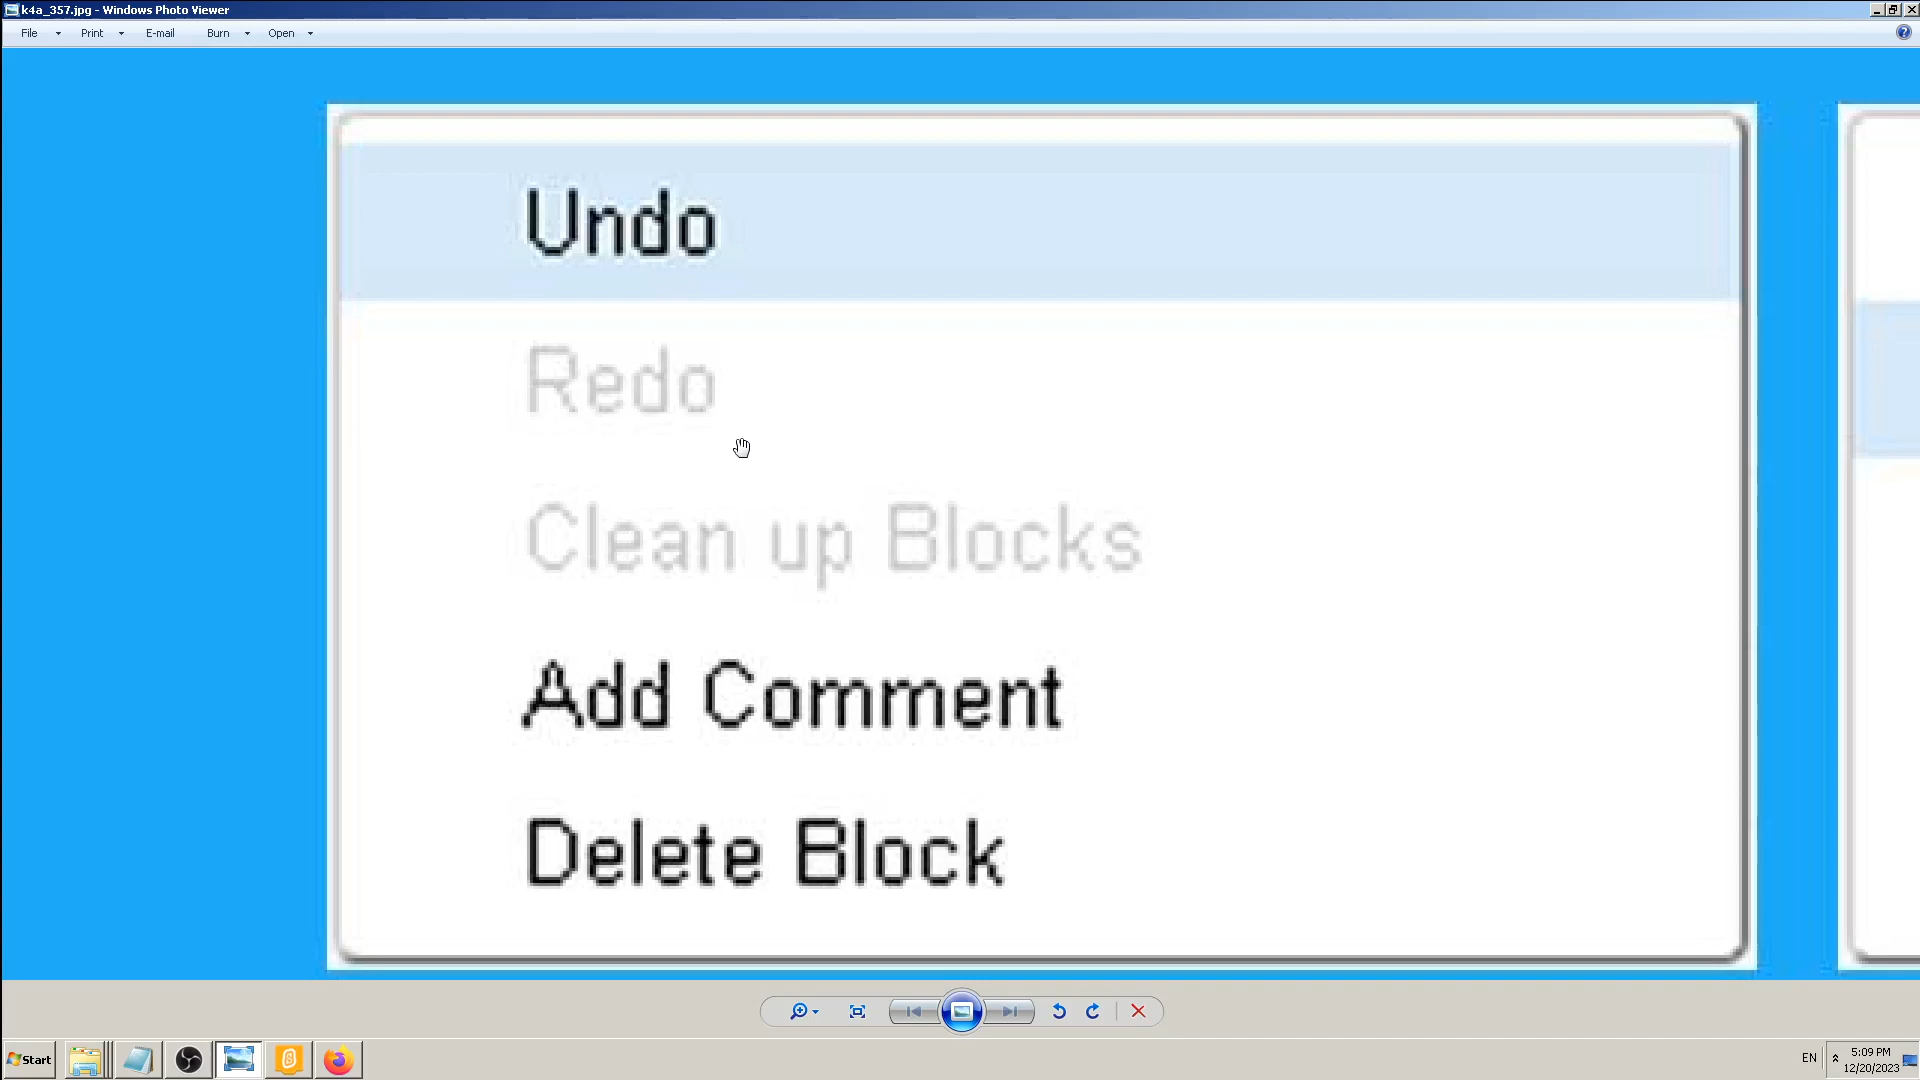 k4a_357.jpg - Windows Photo Viewer
File Print E-mail Burn Open
Undo
Redo
Clean up Blocks
Add Comment
Delete Block
Start
EN
5:09 PM
12/20/2023